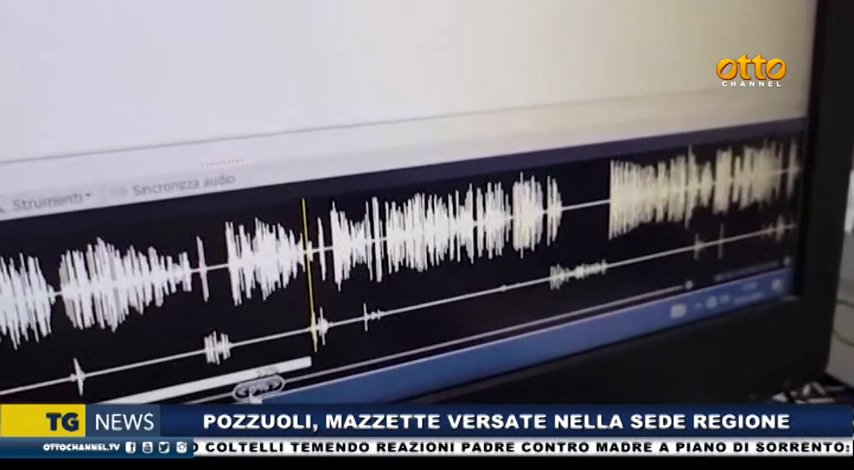 otto
CHANNEL
Strumenti
Sincronizza audio
TG NEWS
POZZUOLI, MAZZETTE VERSATE NELLA SEDE REGIONE
OTTOCHANNEL.TV
COLTELLI TEMENDO REAZIONI PADRE CONTRO MADRE A PIANO DI SORRENTO: